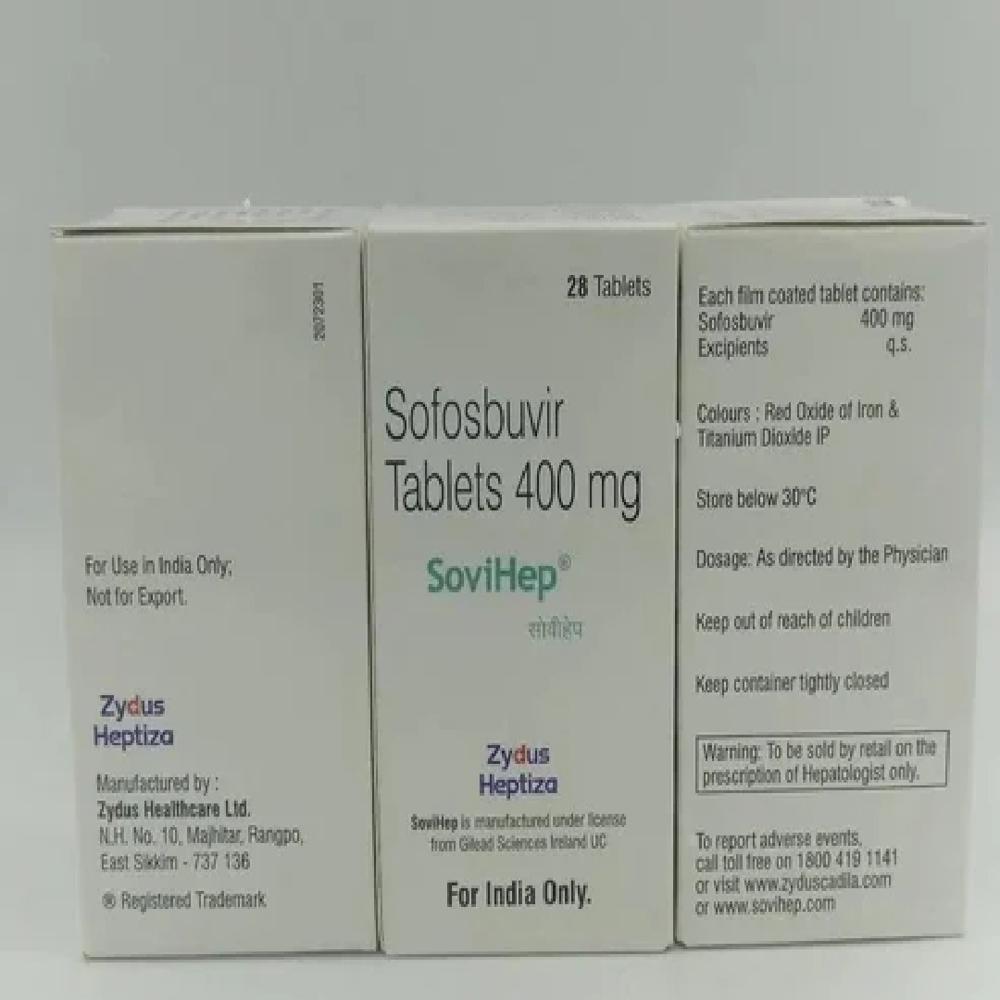 2072301
For Use in India Only;
Not for Export.
Zydus
Heptiza
Manufactured by :
Zydus Healthcare Ltd.
N.H. No. 10, Majhitar, Rangpo,
East Sikkim - 737 136
® Registered Trademark
28 Tablets
Sofosbuvir
Tablets 400 mg
SoviHep®
सोवीहेप
Zydus
Heptiza
SoviHep is manufactured under license
from Gilead Sciences Ireland UC
For India Only.
Each film coated tablet contains:
Sofosbuvir 400 mg
Excipients q.s.
Colours : Red Oxide of Iron &
Titanium Dioxide IP
Store below 30°C
Dosage: As directed by the Physician
Keep out of reach of children
Keep container tightly closed
Warning: To be sold by retail on the
prescription of Hepatologist only.
To report adverse events,
call toll free on 1800 419 1141
or visit www.zyduscadila.com
or www.sovihep.com